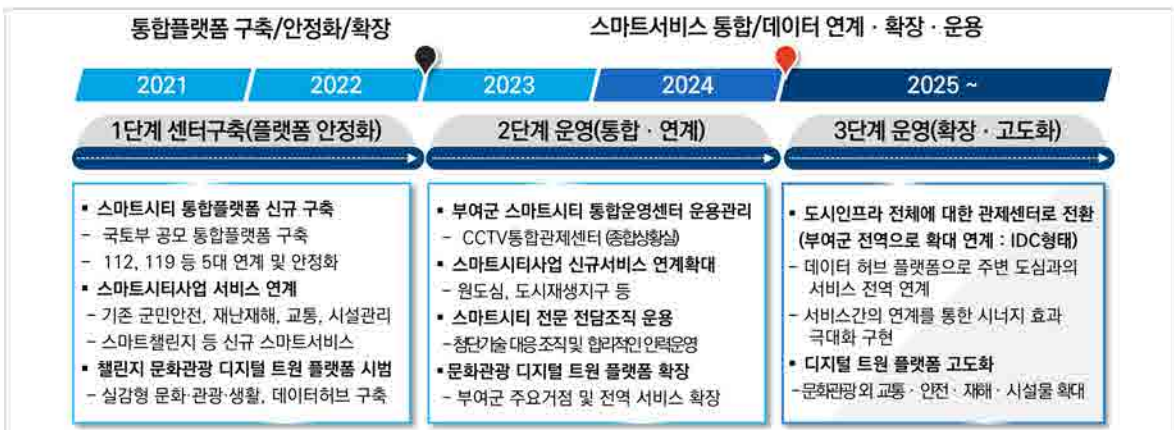 통합플랫폼 구축/안정화/확장
스마트서비스 통합/데이터 연계 · 확장 · 운용
2021
2022
2023
2024
2025 ~
1단계 센터구축(플랫폼 안정화)
2단계 운영(통합 · 연계)
3단계 운영(확장 · 고도화)
▪ 스마트시티 통합플랫폼 신규 구축
- 국토부 공모 통합플랫폼 구축
- 112, 119 등 5대 연계 및 안정화
▪ 스마트시티사업 서비스 연계
- 기존 군민안전, 재난재해, 교통, 시설관리
- 스마트챌린지 등 신규 스마트서비스
▪ 챌린지 문화관광 디지털 트원 플랫폼 시범
- 실감형 문화·관광·생활, 데이터허브 구축
▪ 부여군 스마트시티 통합운영센터 운용관리
- CCTV통합관제센터 (종합상황실)
▪ 스마트시티사업 신규서비스 연계확대
- 원도심, 도시재생지구 등
▪ 스마트시티 전문 전담조직 운용
-첨단기술 대응 조직 및 합리적인 인력운영
▪문화관광 디지털 트원 플랫폼 확장
- 부여군 주요거점 및 전역 서비스 확장
▪ 도시인프라 전체에 대한 관제센터로 전환
(부여군 전역으로 확대 연계 : IDC형태)
- 데이터 허브 플랫폼으로 주변 도심과의
서비스 전역 연계
- 서비스간의 연계를 통한 시너지 효과
극대화 구현
▪ 디지털 트원 플랫폼 고도화
-문화관광 외 교통 · 안전 · 재해 · 시설물 확대